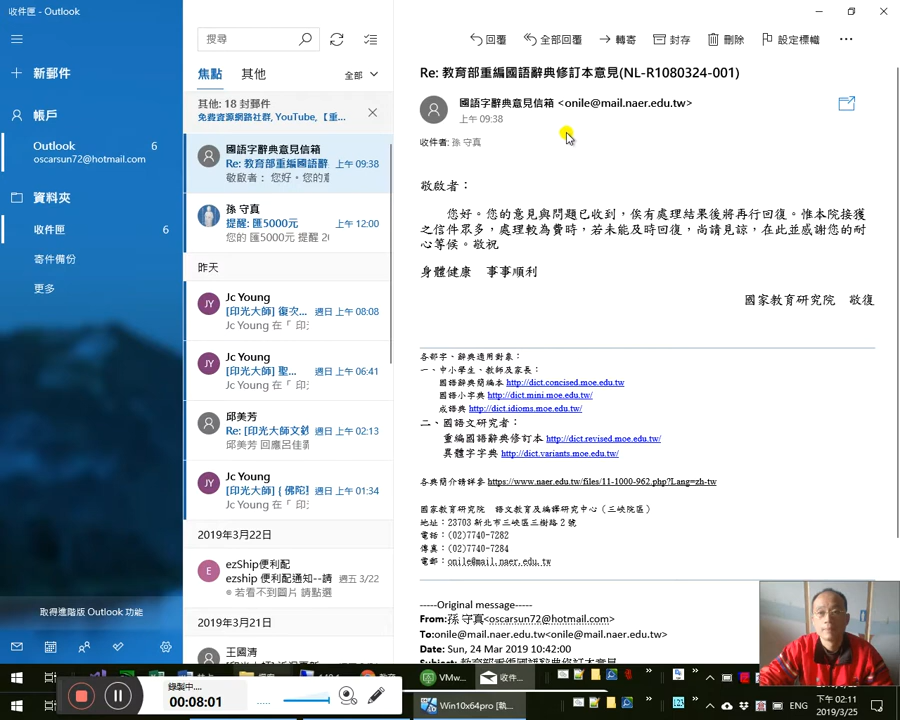 收件匣 - Outlook
新郵件
帳戶
Outlook 6
oscarsun72@hotmail.com
資料夾
收件匣 6
寄件備份
更多
取得進階版 Outlook 功能
搜尋
焦點 其他 全部
其他: 18 封郵件
免費資源網路社群, YouTube, 【重...
國語字辭典意見信箱
Re: 教育部重編國語辭 上午 09:38
敬啟者: 您好。您的意
孫 守真
提醒: 匯5000元 上午 12:00
您的 匯5000元 提醒 20
昨天
JY Jc Young
[印光大師] 復次... 週日 上午 08:08
Jc Young 在「 印
JY Jc Young
[印光大師] 聖... 週日 上午 06:41
Jc Young 在「 印
邱美芳
Re: [印光大師文鈔 週日 上午 02:13
邱美芳 回應呂佳
JY Jc Young
[印光大師] ( 佛陀 週日 上午 01:34
Jc Young 在「 印
2019年3月22日
E ezShip便利配
ezship 便利配通知--請 週五 3/22
若看不到圖片 請點選
2019年3月21日
王國清
回覆 全部回覆 轉寄 封存 刪除 設定標幟
Re: 教育部重編國語辭典修訂本意見(NL-R1080324-001)
國語字辭典意見信箱 <onile@mail.naer.edu.tw>
上午 09:38
收件者: 孫 守真
敬啟者：
您好。您的意見與問題已收到，俟有處理結果後將再行回復。惟本院接獲
之信件眾多，處理較為費時，若未能及時回復，尚請見諒，在此並感謝您的耐
心等候。敬祝
身體健康 事事順利
國家教育研究院 敬復
各部字、辭典適用對象：
一、中小學生、教師及家長：
國語辭典簡編本 http://dict.concised.moe.edu.tw
國語小字典 http://dict.mini.moe.edu.tw/
成語典 http://dict.idioms.moe.edu.tw/
二、國語文研究者：
重編國語辭典修訂本 http://dict.revised.moe.edu.tw/
異體字字典 http://dict.variants.moe.edu.tw/
各典簡介請詳參 https://www.naer.edu.tw/files/11-1000-962.php?Lang=zh-tw
國家教育研究院 語文教育及編譯研究中心（三峽院區）
地址：23703 新北市三峽區三樹路 2 號
電話：(02)7740-7282
傳真：(02)7740-7284
電郵：onile@mail.naer.edu.tw
-----Original message-----
From:孫 守真<oscarsun72@hotmail.com>
To:onile@mail.naer.edu.tw<onile@mail.naer.edu.tw>
Date: Sun, 24 Mar 2019 10:42:00
Subject: 教育部重編國語辭典修訂本意見
錄製中....
00:08:01
VMw...
收件...
Win10x64pro [執...
ENG
下午 02:11
2019/3/25